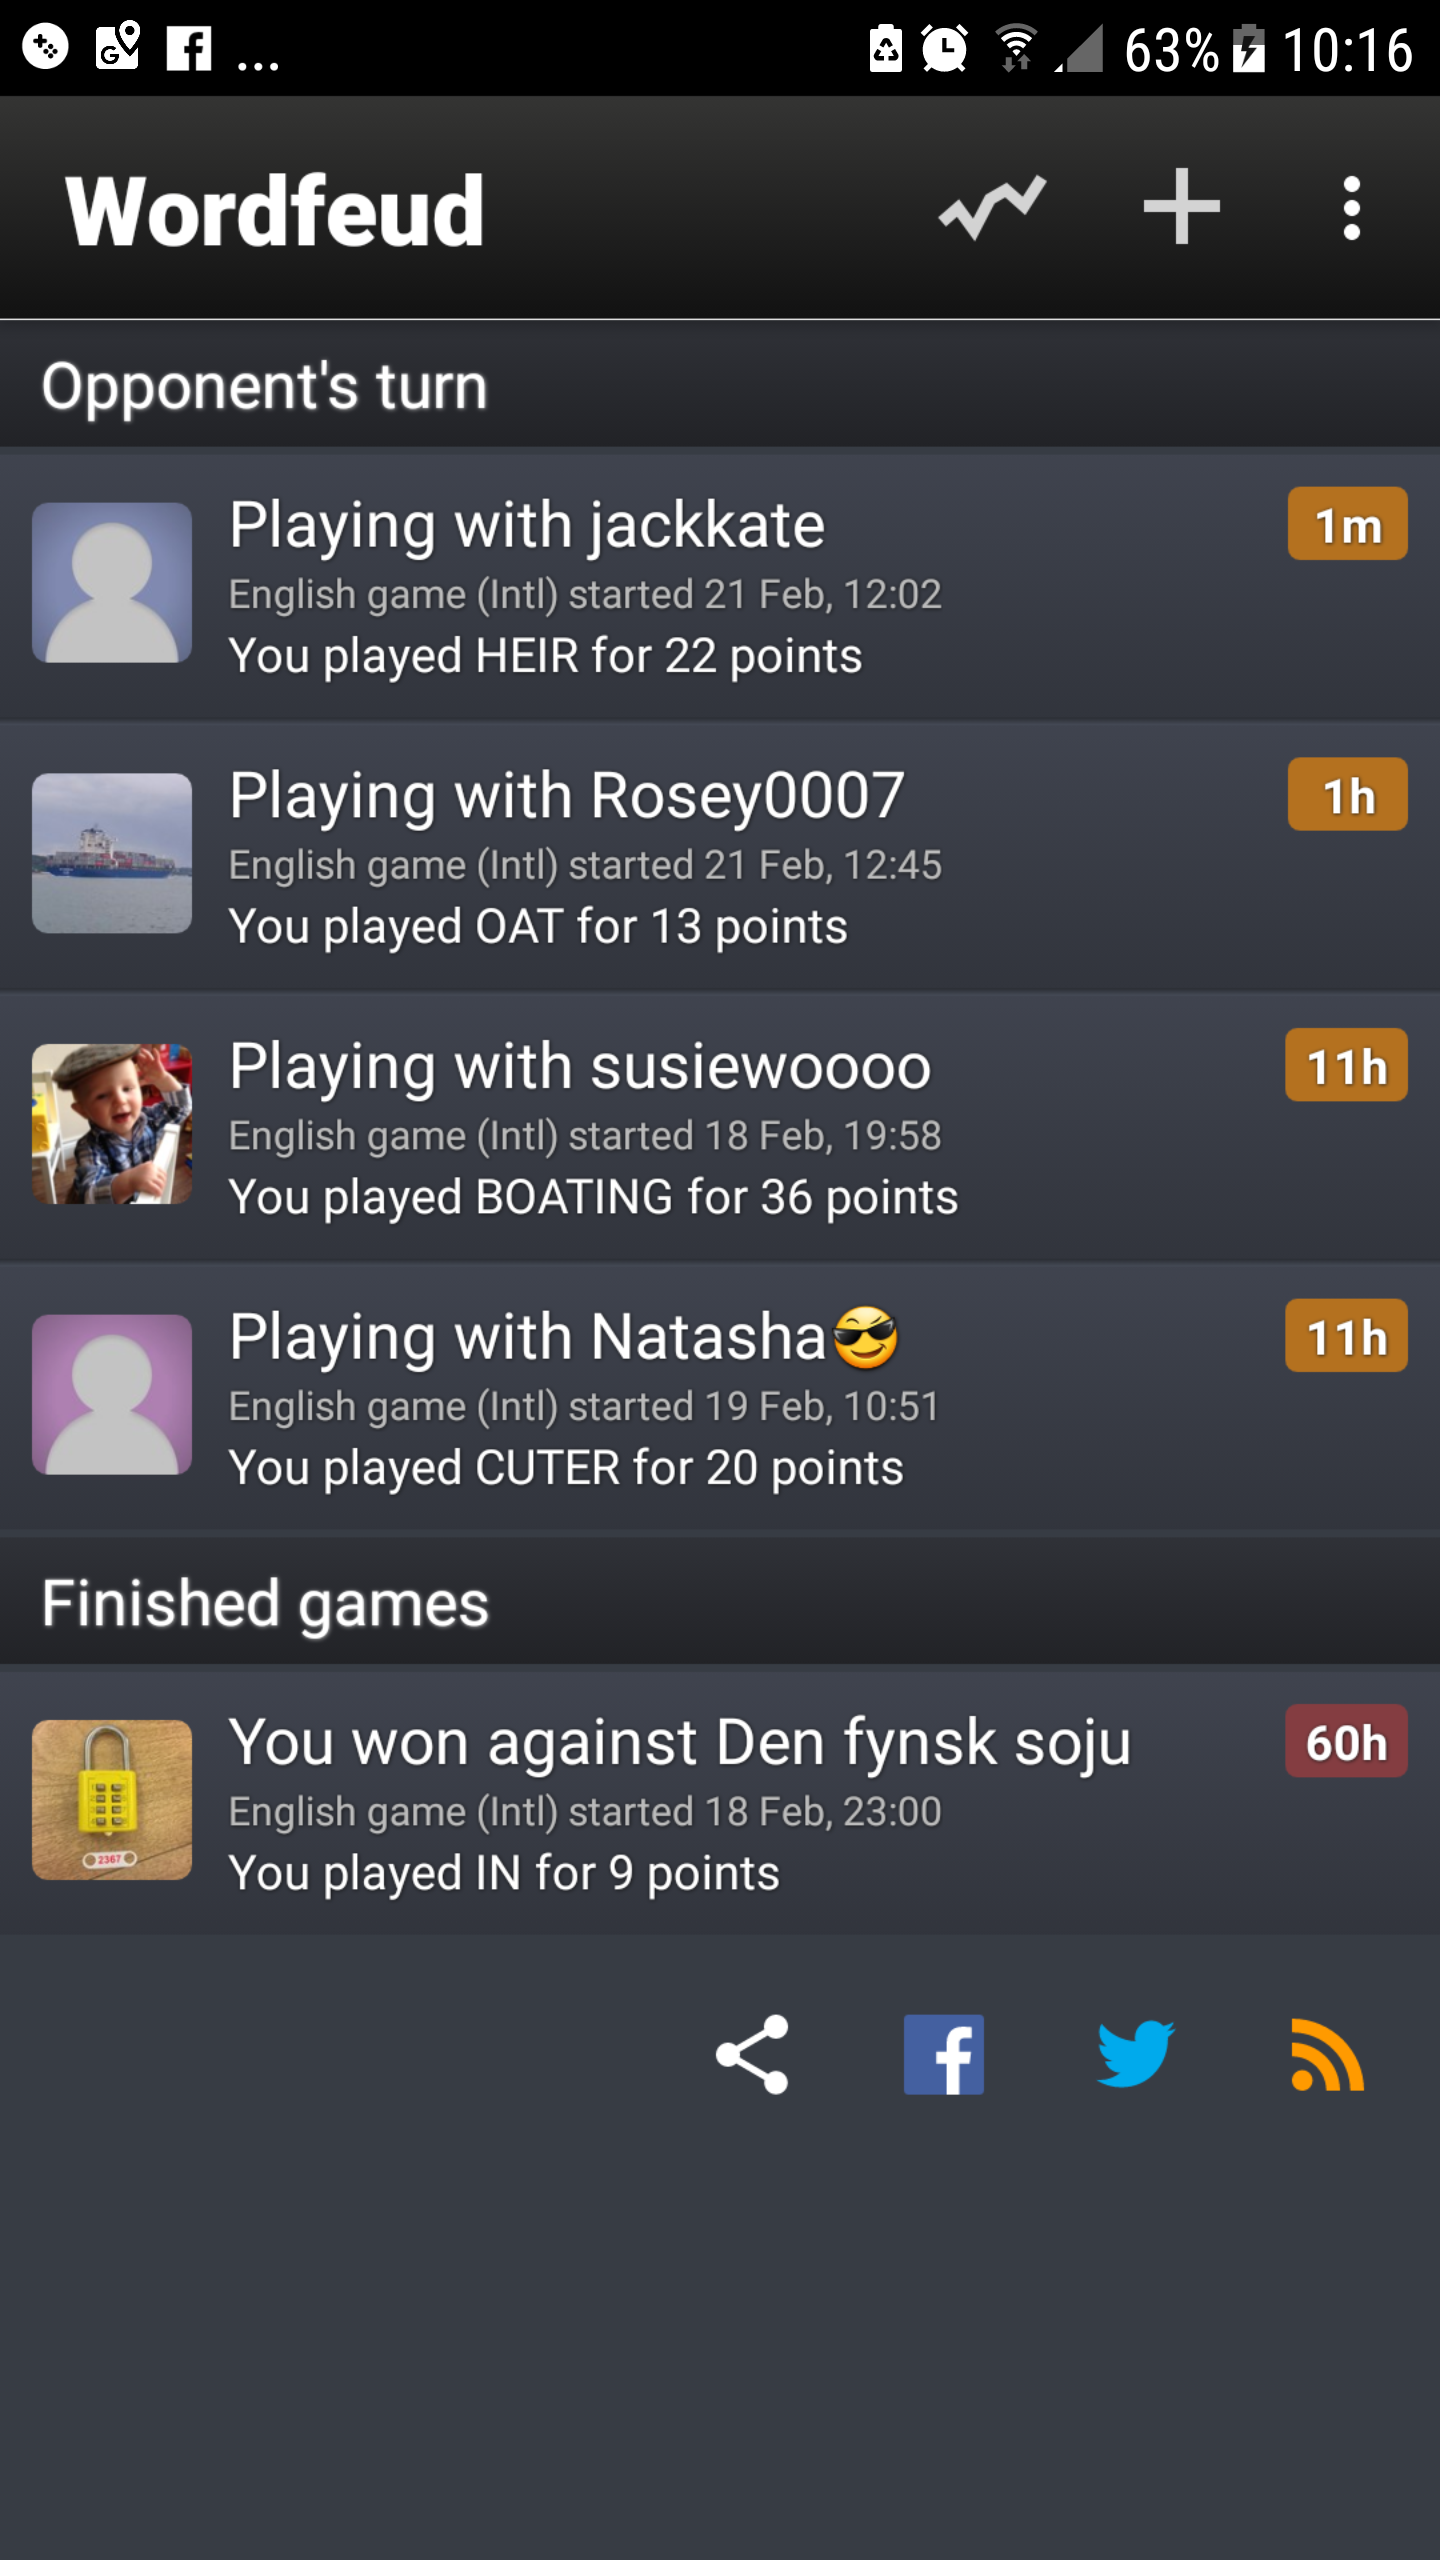 ... 63% 10:16
Wordfeud
Opponent's turn
Playing with jackkate 1m
English game (Intl) started 21 Feb, 12:02
You played HEIR for 22 points
Playing with Rosey0007 1h
English game (Intl) started 21 Feb, 12:45
You played OAT for 13 points
Playing with susiewoooo 11h
English game (Intl) started 18 Feb, 19:58
You played BOATING for 36 points
Playing with Natasha😎 11h
English game (Intl) started 19 Feb, 10:51
You played CUTER for 20 points
Finished games
You won against Den fynsk soju 60h
English game (Intl) started 18 Feb, 23:00
2367
You played IN for 9 points